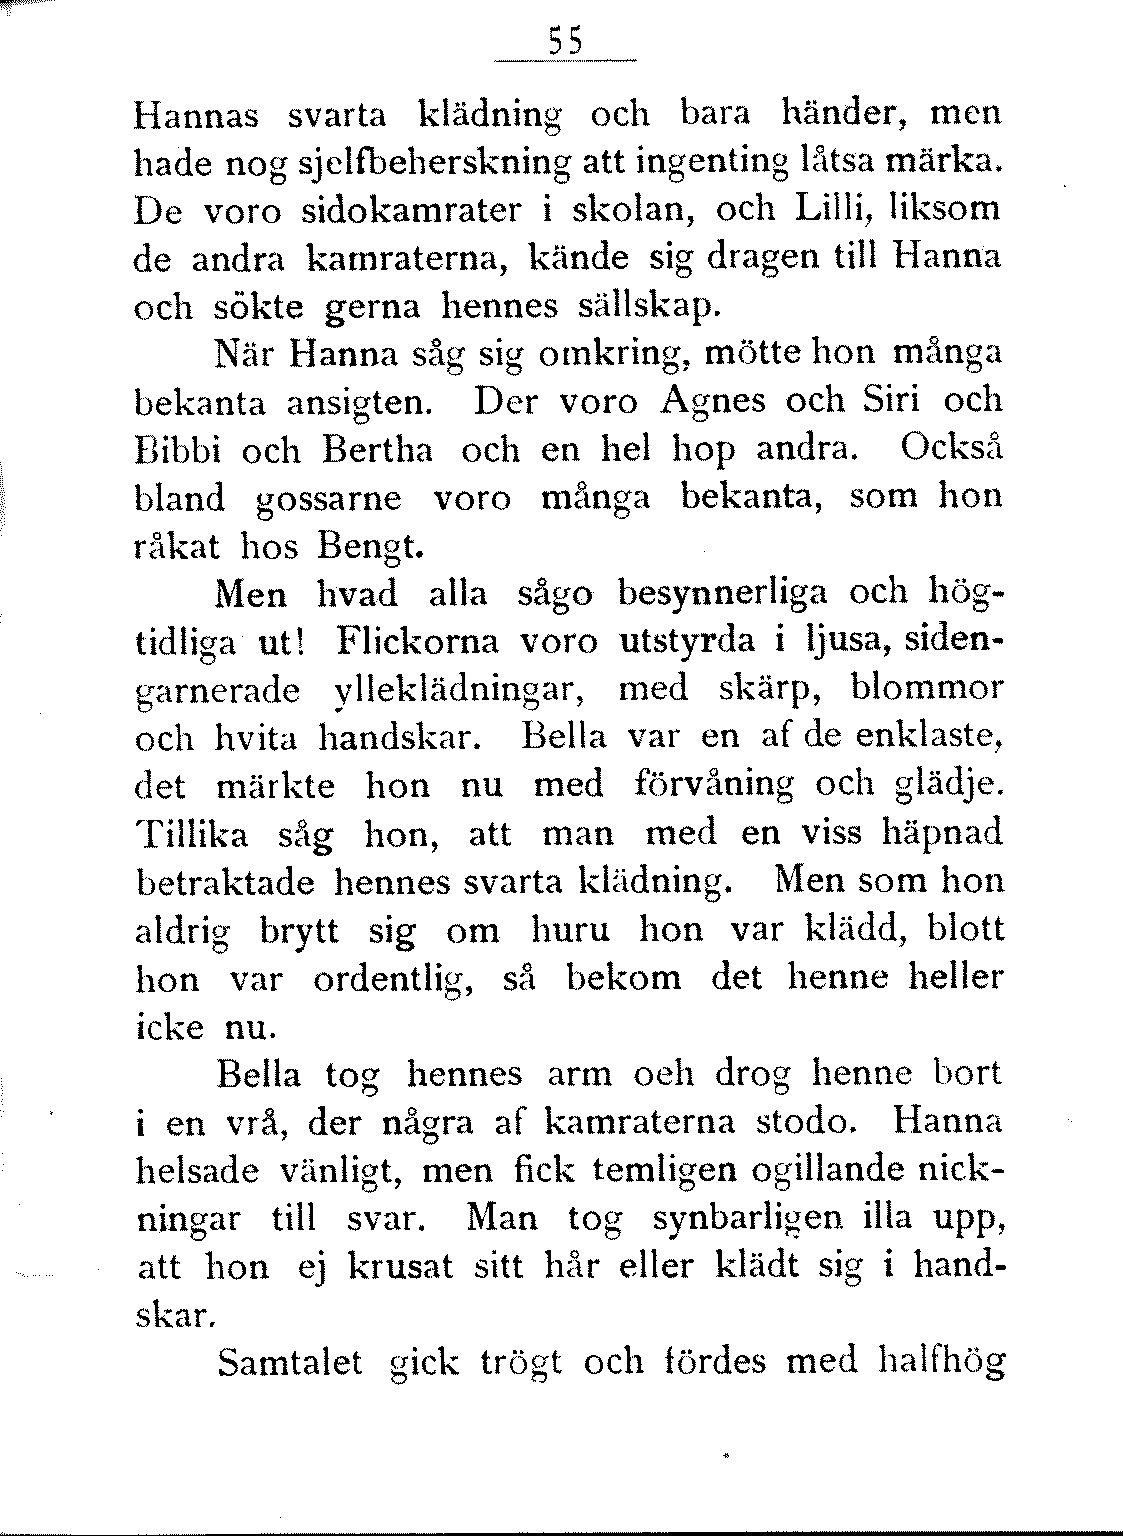 55
Hannas svarta klädning och bara händer, men
hade nog sjelfbeherskning att ingenting låtsa märka.
De voro sidokamrater i skolan, och Lilli, liksom
de andra kamraterna, kände sig dragen till Hanna
och sökte gerna hennes sällskap.
När Hanna såg sig omkring, mötte hon många
bekanta ansigten. Der voro Agnes och Siri och
Bibbi och Bertha och en hel hop andra. Också
bland gossarne voro många bekanta, som hon
råkat hos Bengt.
Men hvad alla sågo besynnerliga och hög-
tidliga ut! Flickorna voro utstyrda i ljusa, siden-
garnerade ylleklädningar, med skärp, blommor
och hvita handskar. Bella var en af de enklaste,
det märkte hon nu med förvåning och glädje.
Tillika såg hon, att man med en viss häpnad
betraktade hennes svarta klädning. Men som hon
aldrig brytt sig om huru hon var klädd, blott
hon var ordentlig, så bekom det henne heller
icke nu.
Bella tog hennes arm oeh drog henne bort
i en vrå, der några af kamraterna stodo. Hanna
helsade vänligt, men fick temligen ogillande nick-
ningar till svar. Man tog synbarligen illa upp,
att hon ej krusat sitt hår eller klädt sig i hand-
skar.
Samtalet gick trögt och fördes med halfhög